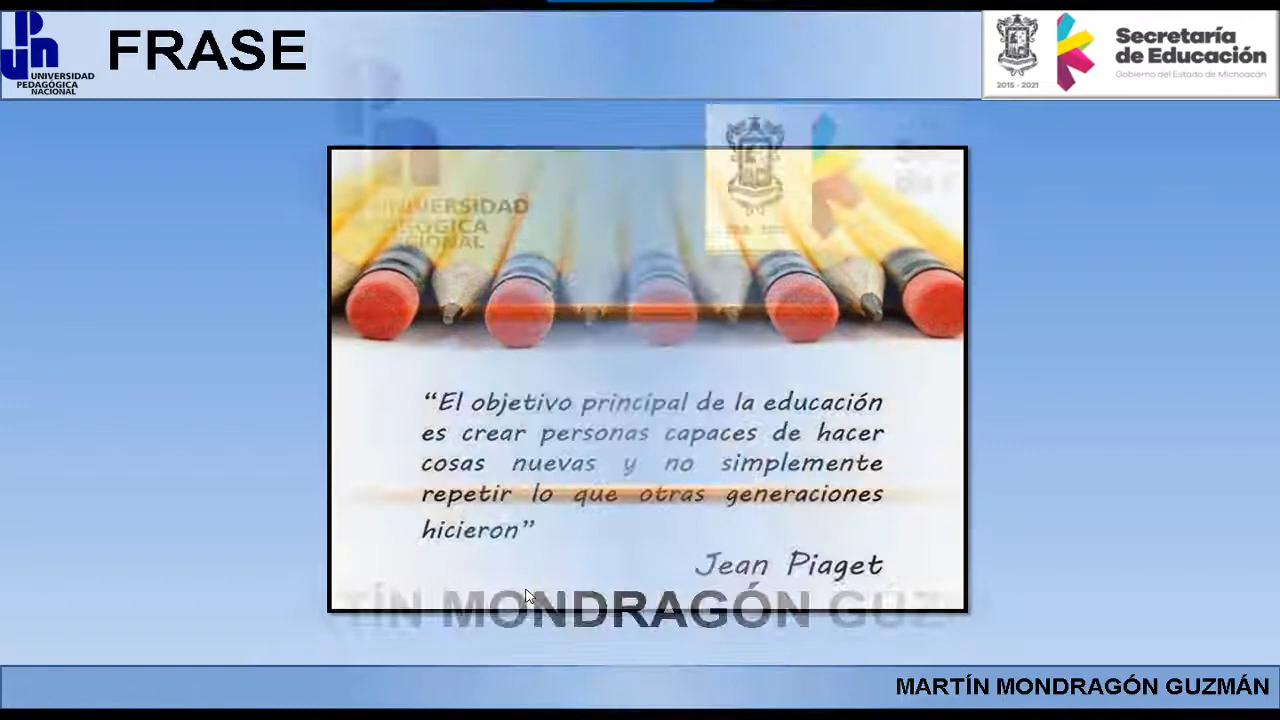 FRASE
UNIVERSIDAD
PEDAGÓGICA
NACIONAL
2015 - 2021
Secretaría
de Educación
Gobierno del Estado de Michoacán
UNIVERSIDAD
“El objetivo principal de la educación
es crear personas capaces de hacer
cosas nuevas y no simplemente
repetir lo que otras generaciones
hicieron”
Jean Piaget
MONDRAGÓN
MARTÍN MONDRAGÓN GUZMÁN